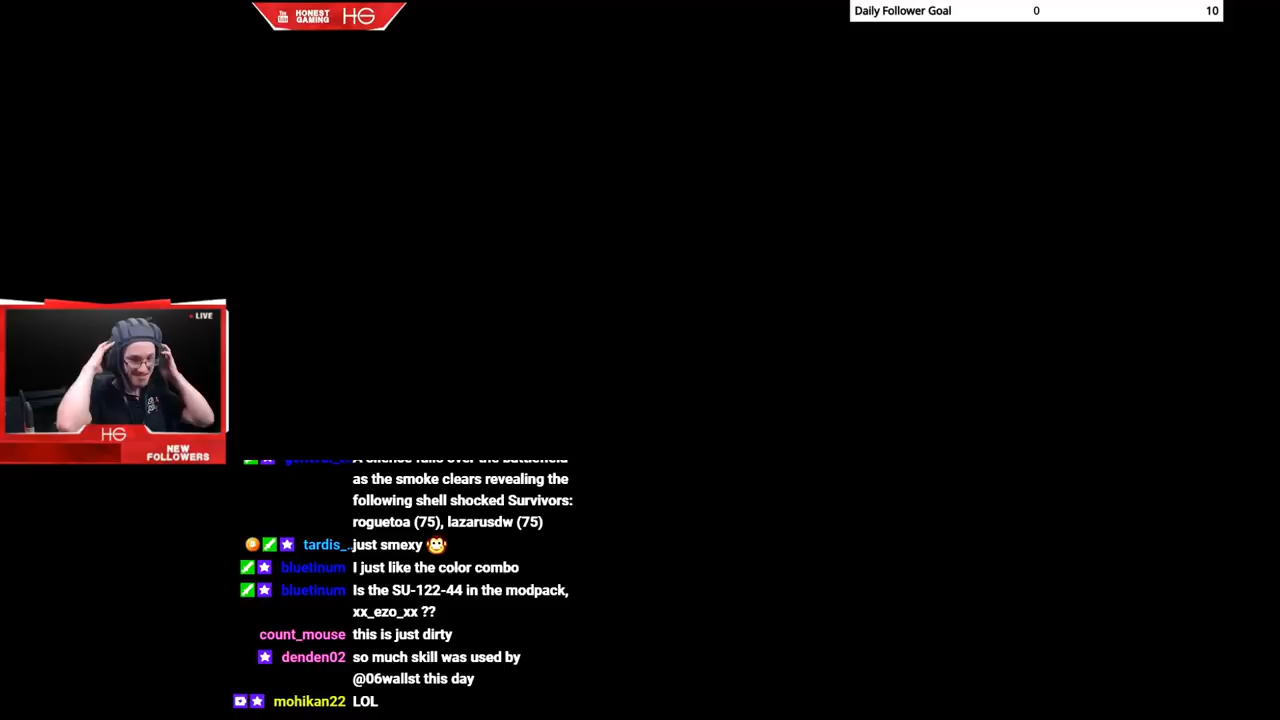 You Tube
HONEST GAMING
HG
Daily Follower Goal 0 10
LIVE
HG
NEW FOLLOWERS
as the smoke clears revealing the
following shell shocked Survivors:
roguetoa (75), lazarusdw (75)
tardis_.. just smexy
bluetinum I just like the color combo
bluetinum Is the SU-122-44 in the modpack,
xx_ezo_xx ??
count_mouse this is just dirty
denden02 so much skill was used by
@06wallst this day
mohikan22 LOL